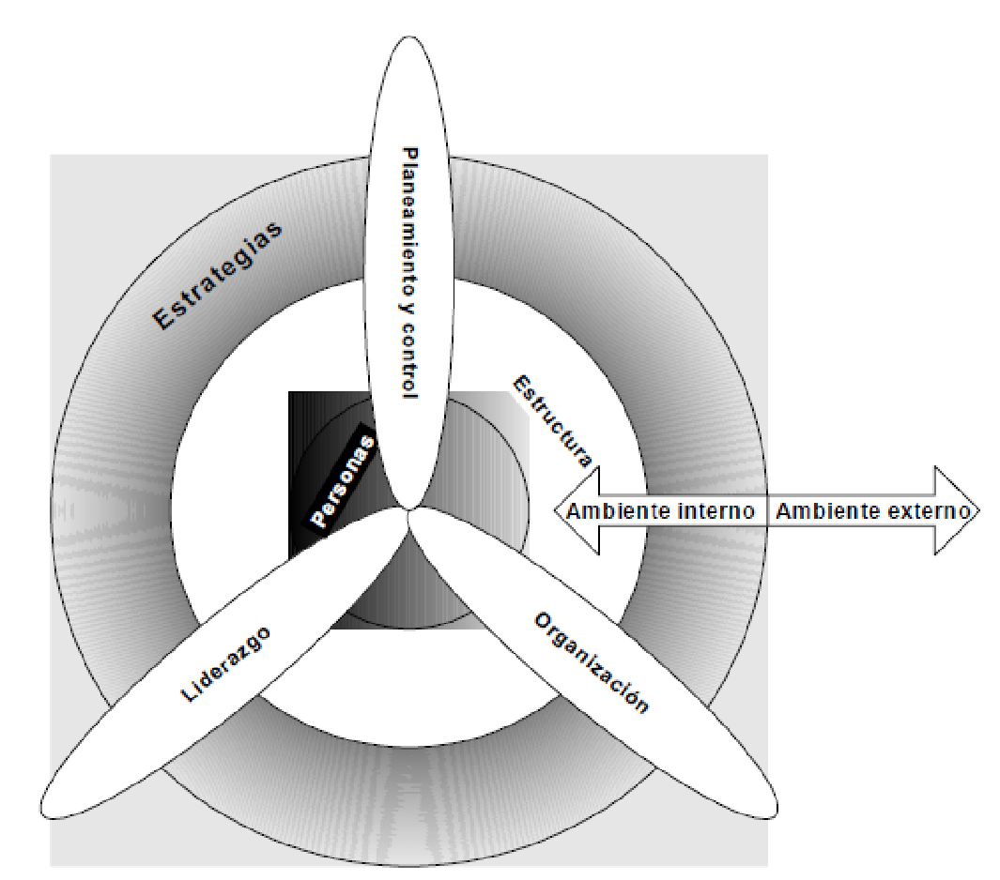 Planeamiento y control
Estrategias
Estructura
Personas
Ambiente interno
Ambiente externo
Liderazgo
Organización